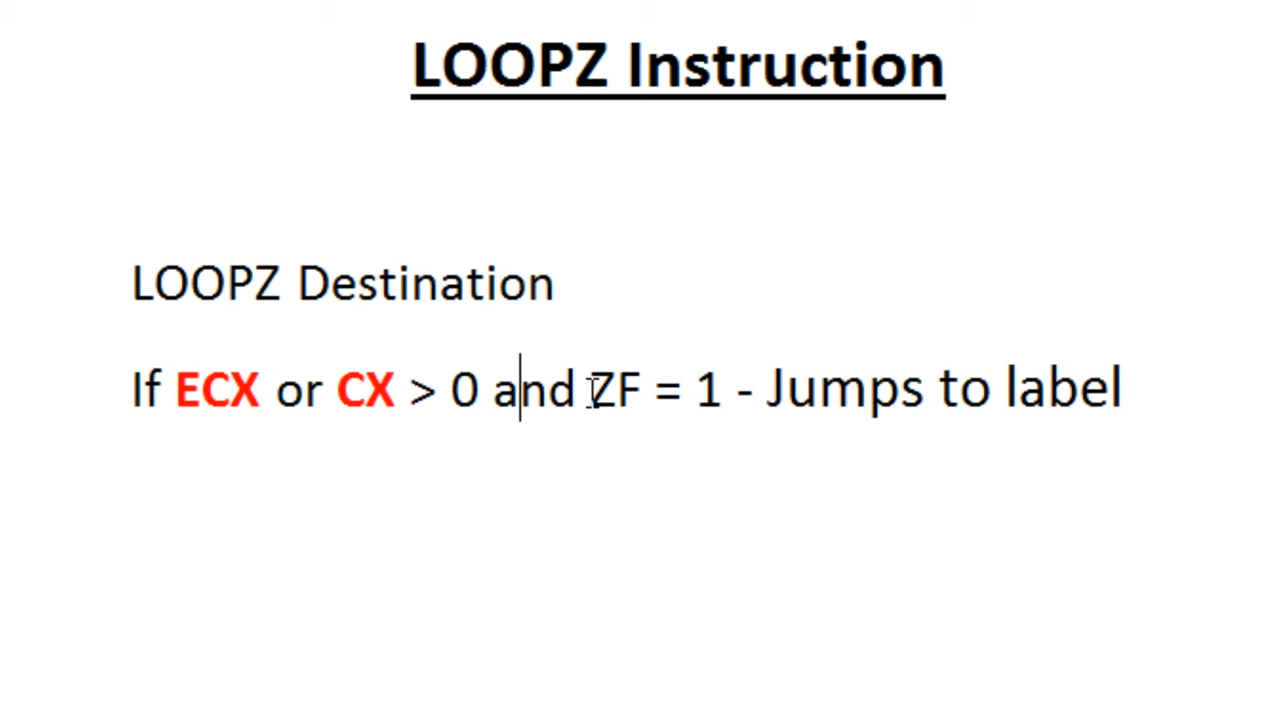 LOOPZ Instruction
LOOPZ Destination
If ECX or CX > 0 and ZF = 1 - Jumps to label